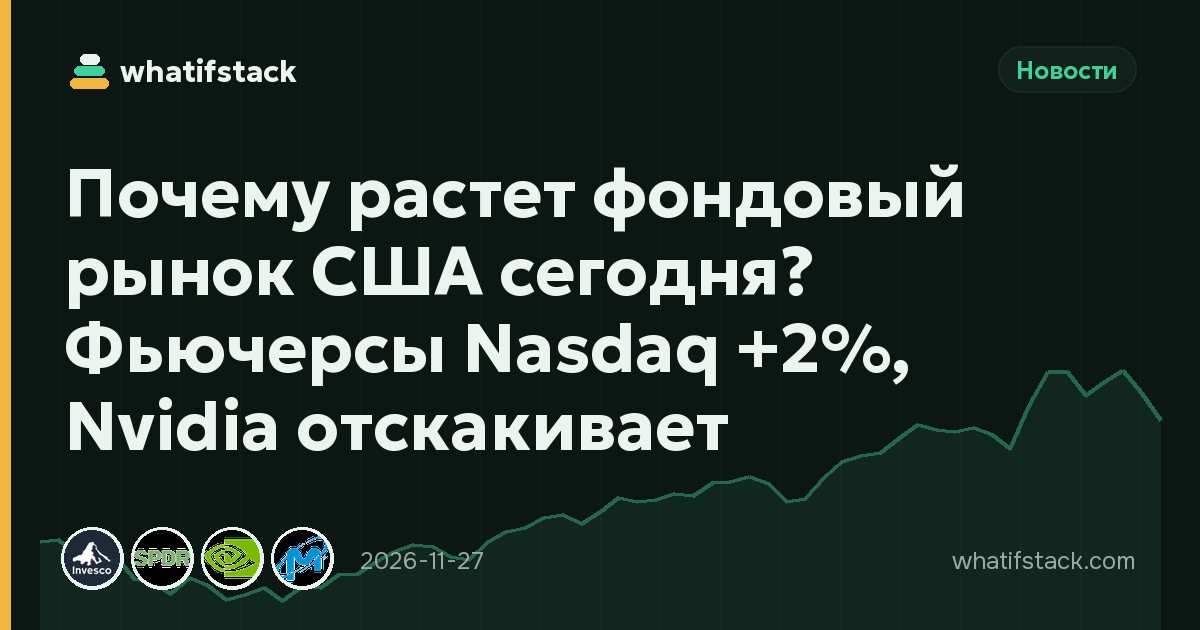 whatifstack
Новости
Почему растет фондовый
рынок США сегодня?
Фьючерсы Nasdaq +2%,
Nvidia отскакивает
Invesco
SPDR
M
2026-11-27
whatifstack.com